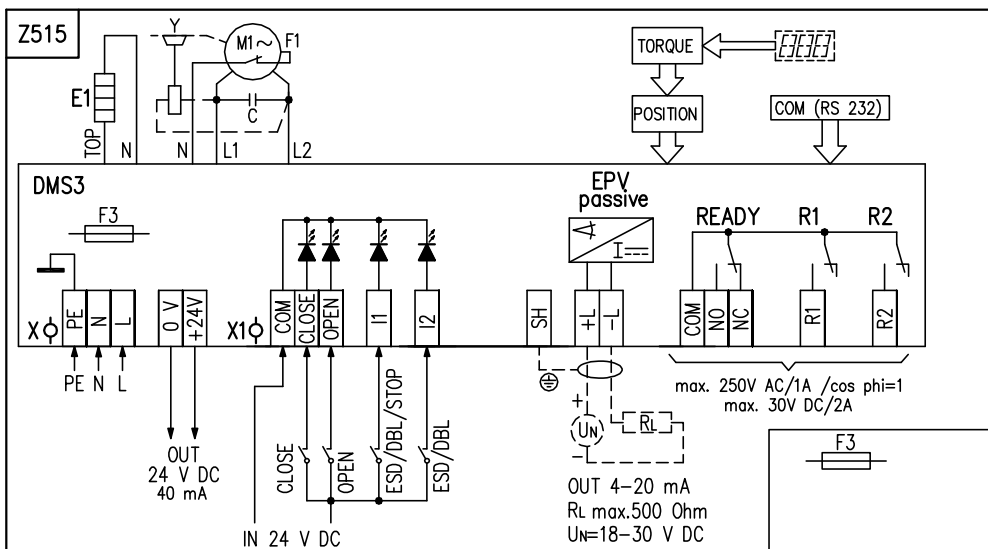 Z515
Y
M1~
F1
E1
C
TOP
N
N
L1
L2
TORQUE
POSITION
COM (RS 232)
DMS3
F3
EPV
passive
READY
R1
R2
X
PE
N
L
0 V
+24V
X1
COM
CLOSE
OPEN
I1
I2
SH
+L
-L
COM
NO
NC
R1
R2
PE N L
OUT
24 V DC
40 mA
CLOSE
OPEN
ESD/DBL/STOP
ESD/DBL
IN 24 V DC
+
UN
-
RL
OUT 4-20 mA
RL max.500 Ohm
UN=18-30 V DC
max. 250V AC/1A /cos phi=1
max. 30V DC/2A
F3